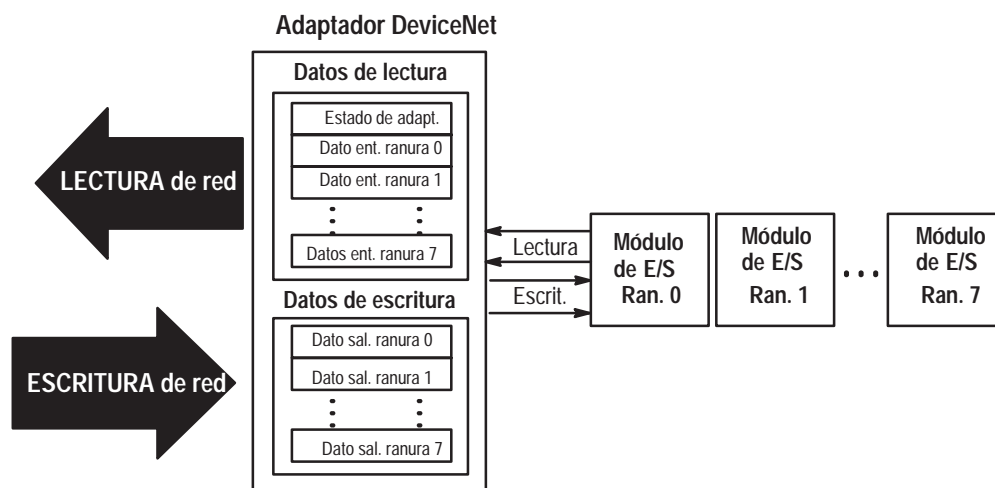 Adaptador DeviceNet
Datos de lectura
Estado de adapt.
Dato ent. ranura 0
Dato ent. ranura 1
Datos ent. ranura 7
LECTURA de red
Datos de escritura
Dato sal. ranura 0
Dato sal. ranura 1
Dato sal. ranura 7
ESCRITURA de red
Lectura
Escrit.
Módulo
de E/S
Ran. 0
Módulo
de E/S
Ran. 1
Módulo
de E/S
Ran. 7